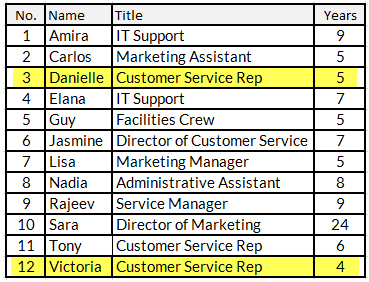 No. Name Title Years
1 Amira IT Support 9
2 Carlos Marketing Assistant 5
3 Danielle Customer Service Rep 5
4 Elana IT Support 7
5 Guy Facilities Crew 5
6 Jasmine Director of Customer Service 7
7 Lisa Marketing Manager 5
8 Nadia Administrative Assistant 8
9 Rajeev Service Manager 9
10 Sara Director of Marketing 24
11 Tony Customer Service Rep 6
12 Victoria Customer Service Rep 4